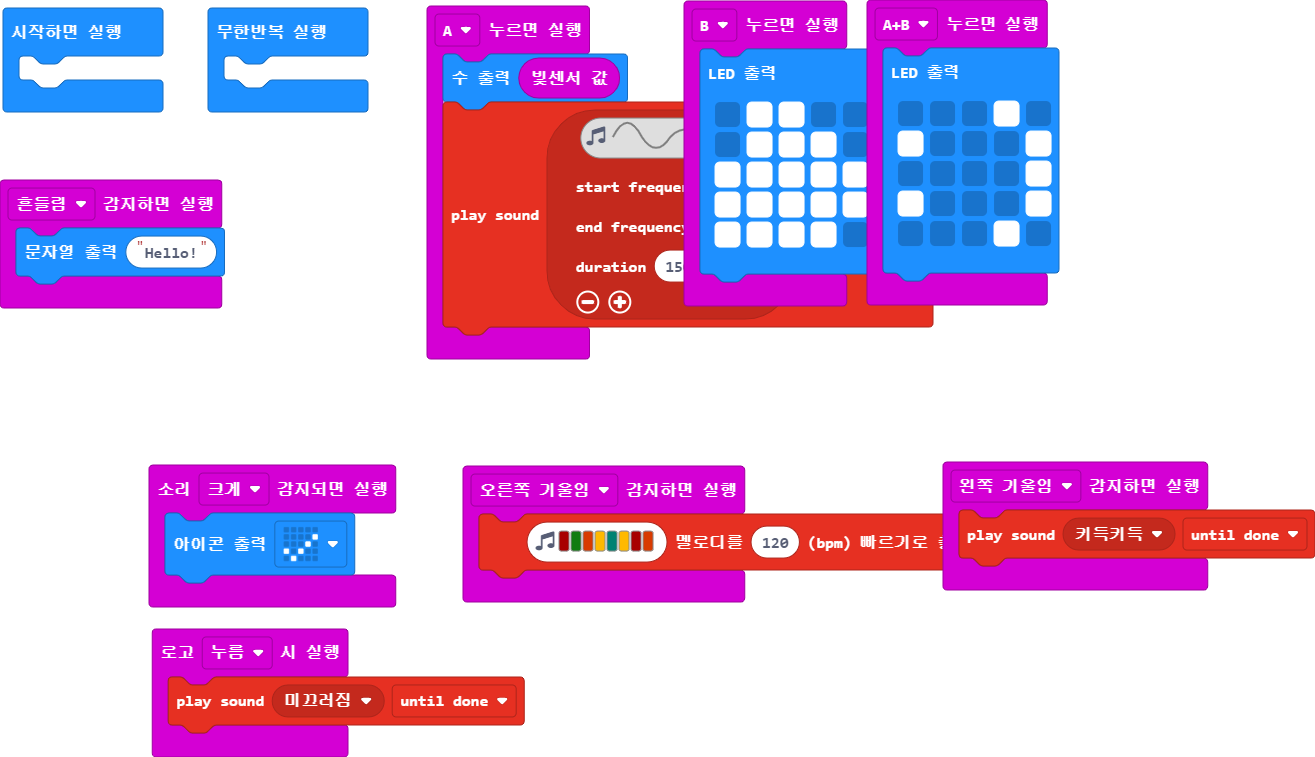 시작하면 실행
무한반복 실행
A 누르면 실행
수 출력 빛센서 값
play sound
start frequen
end frequency
duration 15
B 누르면 실행
LED 출력
A+B 누르면 실행
LED 출력
흔들림 감지하면 실행
문자열 출력 "Hello!"
소리 크게 감지되면 실행
아이콘 출력
오른쪽 기울임 감지하면 실행
멜로디를 120 (bpm) 빠르기로
왼쪽 기울임 감지하면 실행
play sound 키득키득 until done
로고 누름 시 실행
play sound 미끄러짐 until done